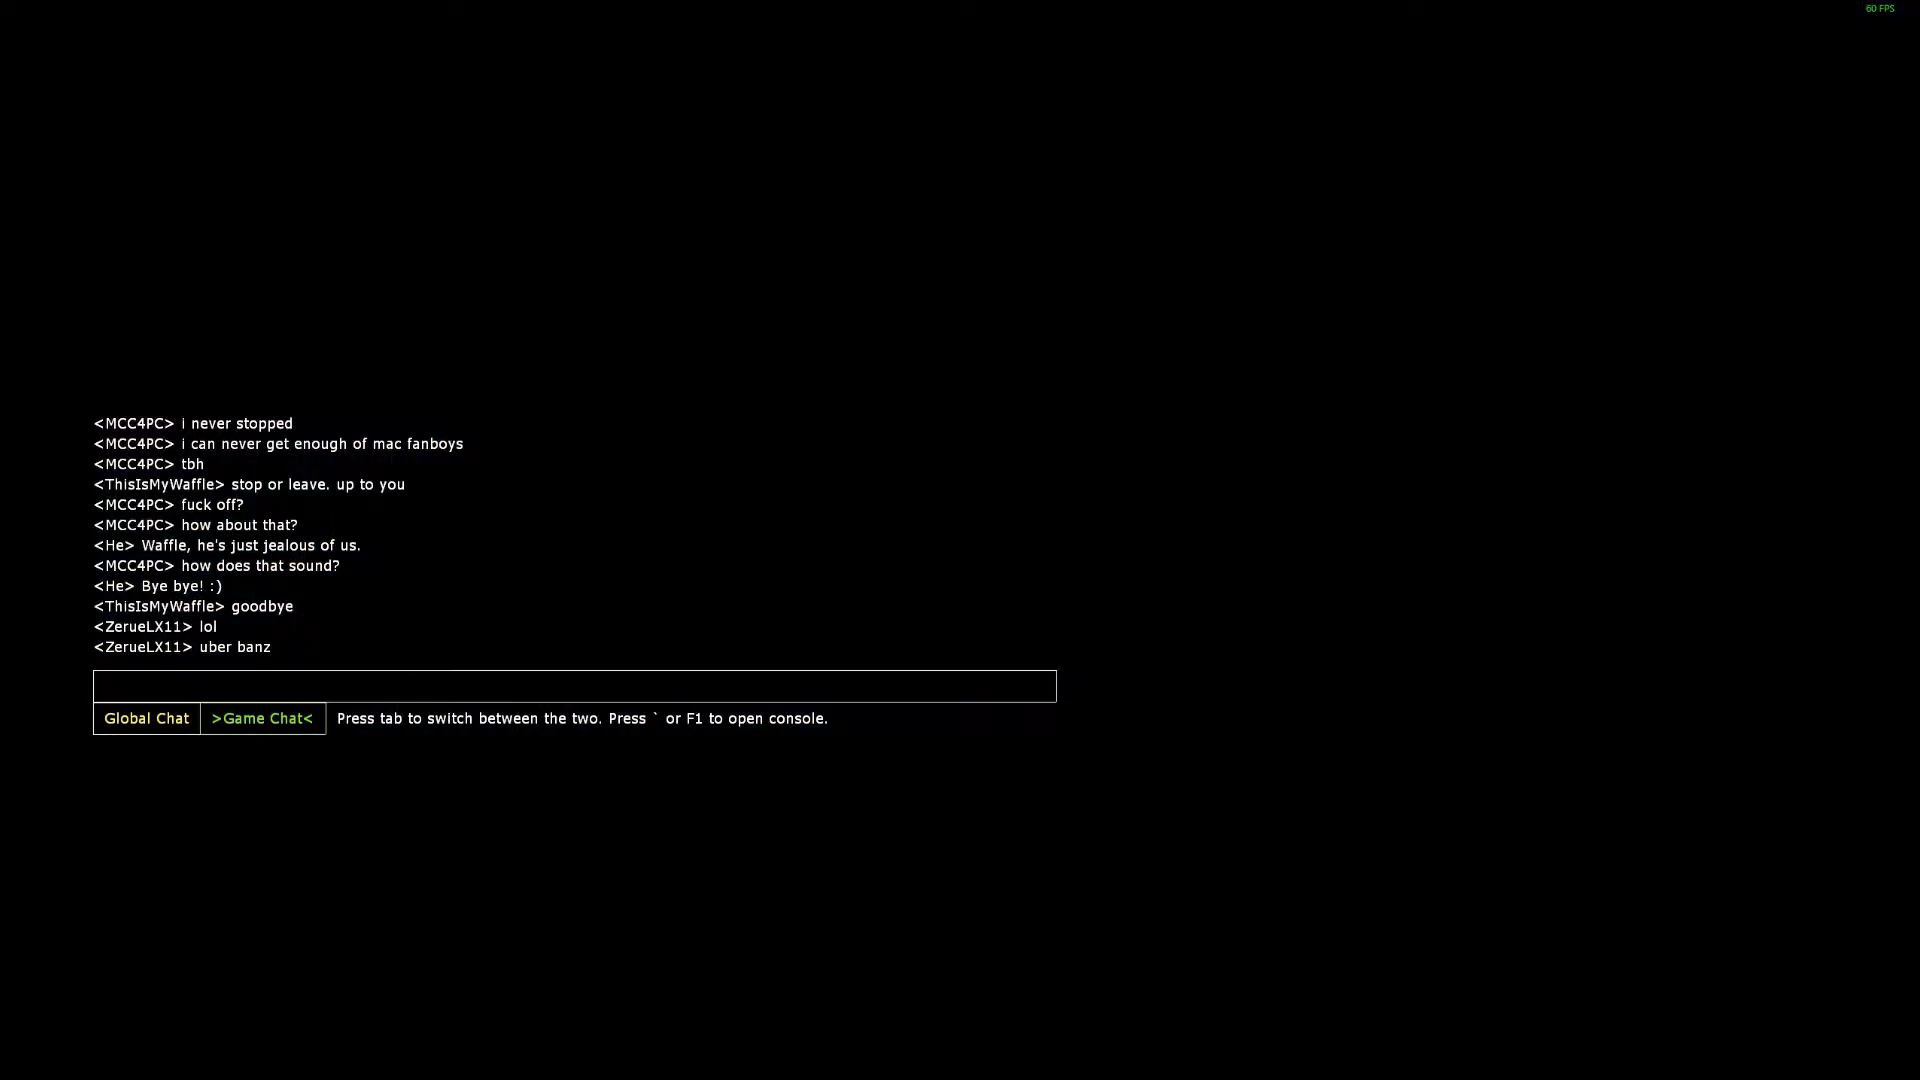 60 FPS
<MCC4PC> i never stopped
<MCC4PC> i can never get enough of mac fanboys
<MCC4PC> tbh
<ThisIsMyWaffle> stop or leave. up to you
<MCC4PC> fuck off?
<MCC4PC> how about that?
<He> Waffle, he's just jealous of us.
<MCC4PC> how does that sound?
<He> Bye bye! :)
<ThisIsMyWaffle> goodbye
<ZerueLX11> lol
<ZerueLX11> uber banz
Global Chat >Game Chat< Press tab to switch between the two. Press ` or F1 to open console.